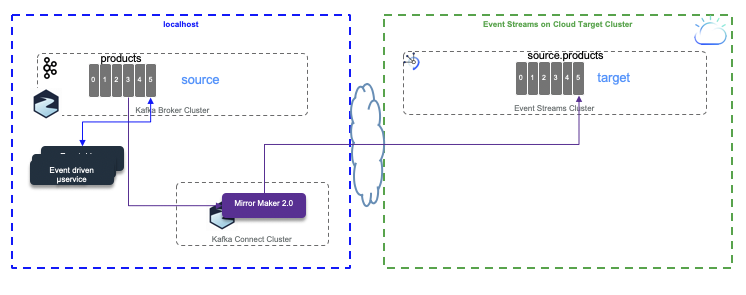 localhost
Event Streams on Cloud Target Cluster
products
0 1 2 3 4 5
source
Kafka Broker Cluster
source.products
0 1 2 3 4 5
target
Event Streams Cluster
Event driven
µservice
Mirror Maker 2.0
Kafka Connect Cluster